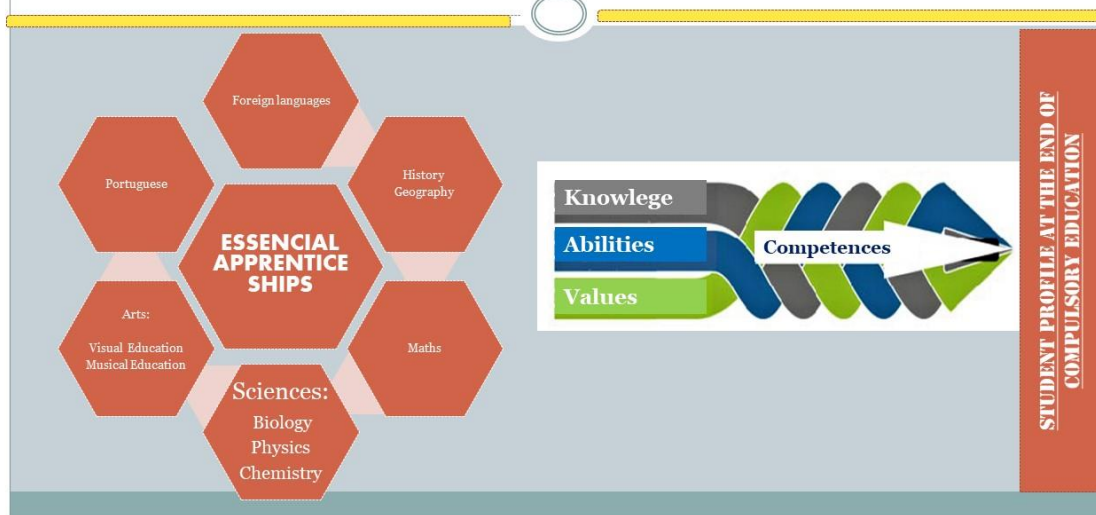 Foreign languages
Portuguese
History
Geography
ESSENCIAL
APPRENTICE
SHIPS
Arts:
Visual Education
Musical Education
Maths
Sciences:
Biology
Physics
Chemistry
Knowlege
Abilities
Values
Competences
STUDENT PROFILE AT THE END OF
COMPULSORY EDUCATION